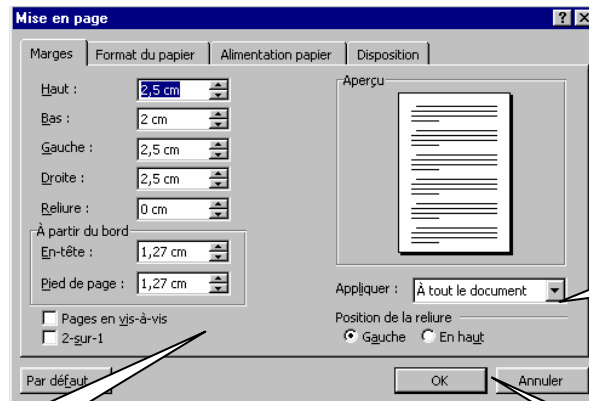 Mise en page
Marges Format du papier Alimentation papier Disposition
Haut : 2,5 cm
Bas : 2 cm
Gauche : 2,5 cm
Droite : 2,5 cm
Reliure : 0 cm
À partir du bord
En-tête : 1,27 cm
Pied de page : 1,27 cm
Pages en vis-à-vis
2-sur-1
Aperçu
Appliquer : À tout le document
Position de la reliure
Gauche En haut
Par défaut... OK Annuler